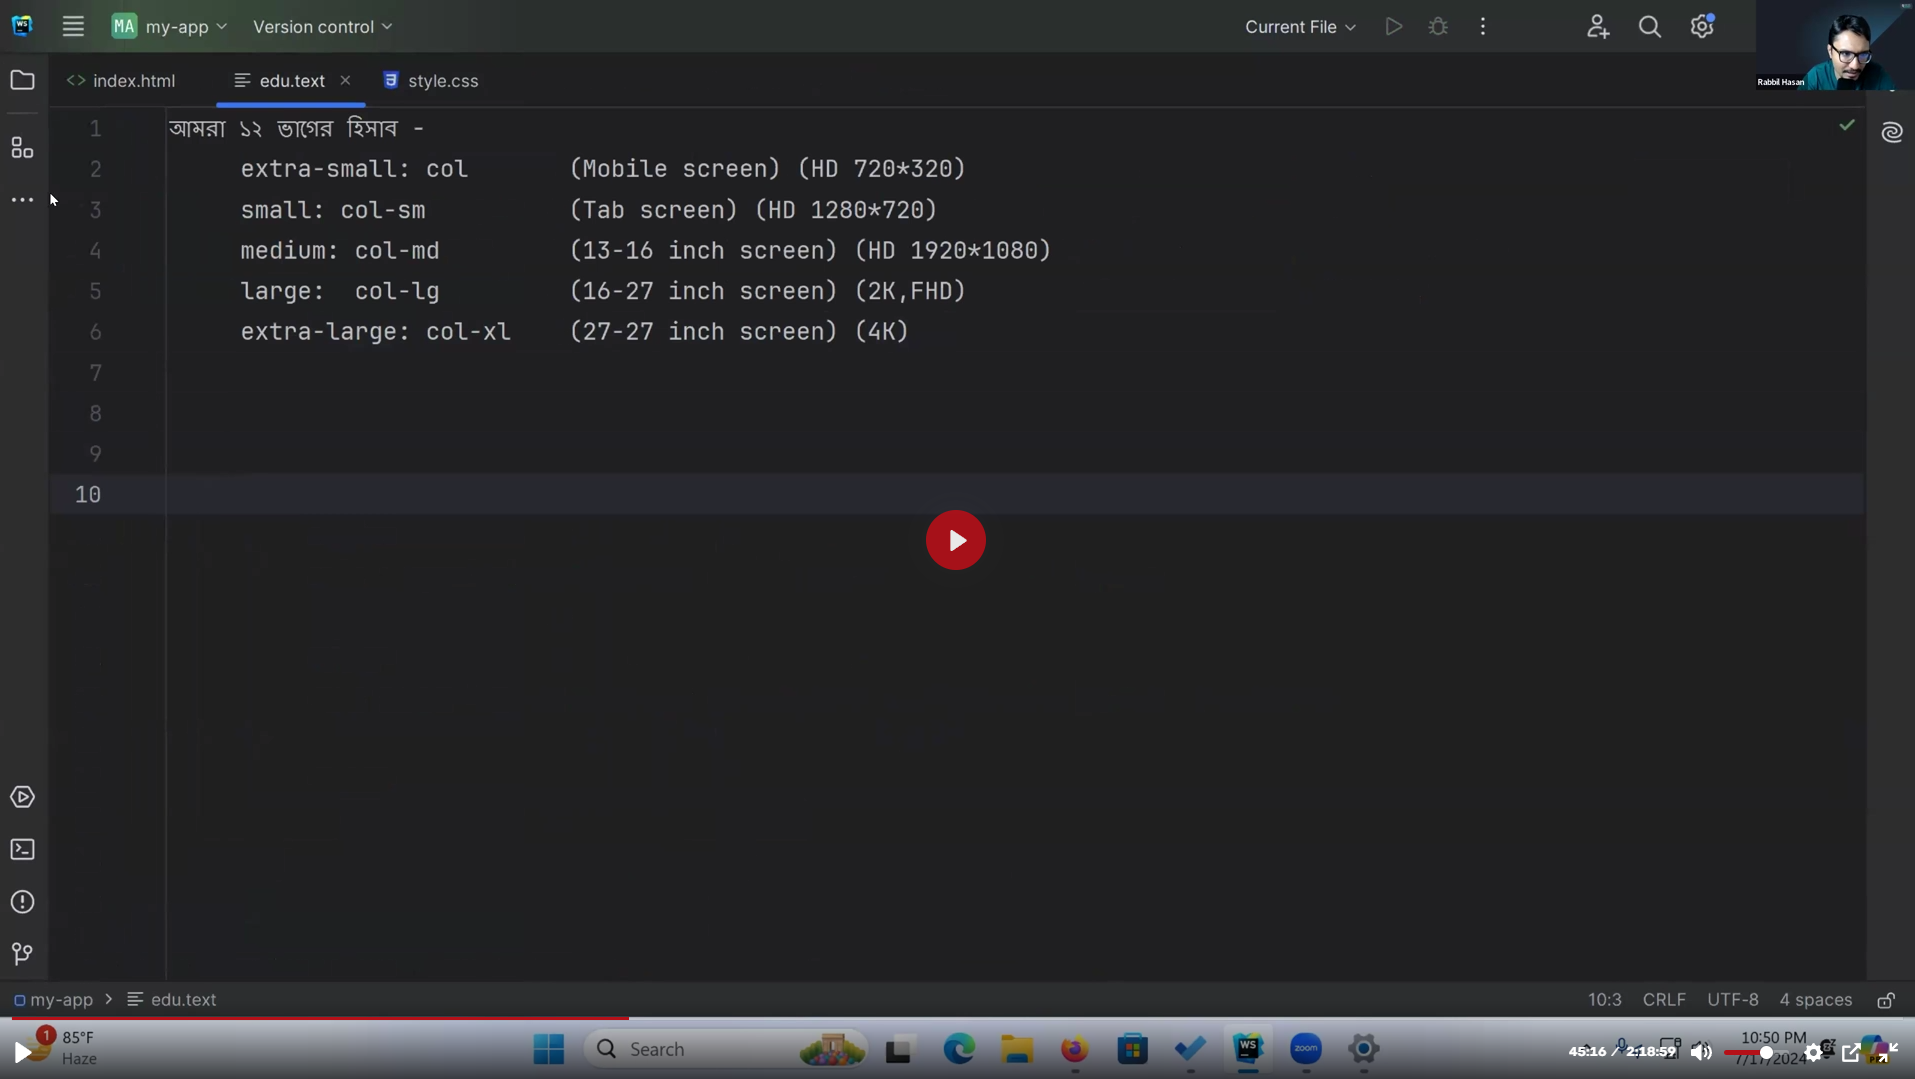 WS MA my-app Version control Current File
Rabbil Hasan
index.html edu.text style.css
1 আমরা ১২ ভাগের হিসাব -
2 extra-small: col (Mobile screen) (HD 720*320)
3 small: col-sm (Tab screen) (HD 1280*720)
4 medium: col-md (13-16 inch screen) (HD 1920*1080)
5 large: col-lg (16-27 inch screen) (2K,FHD)
6 extra-large: col-xl (27-27 inch screen) (4K)
7
8
9
10
my-app > edu.text 10:3 CRLF UTF-8 4 spaces
1 85°F Search WS zoom 10:50 PM
Haze 45:16 / 2:18:59 7/17/2024